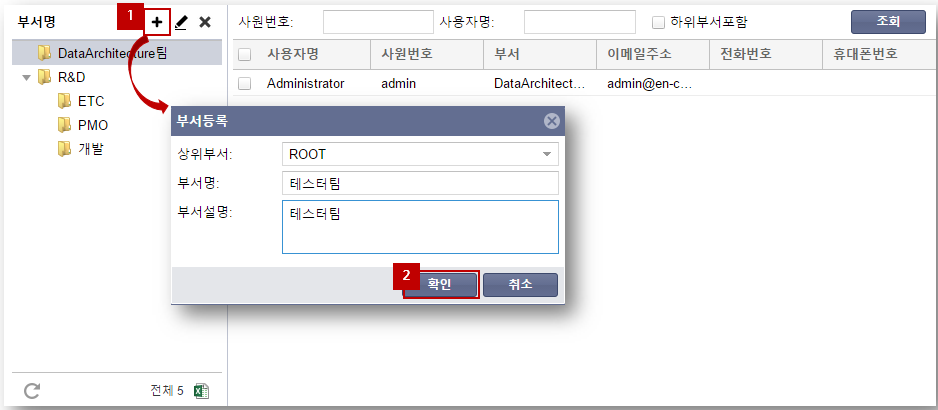 부서명
1
사원번호:
사용자명:
하위부서포함
조회
DataArchitecture팀
R&D
ETC
PMO
개발
사용자명 사원번호 부서 이메일주소 전화번호 휴대폰번호
Administrator admin DataArchitect... admin@en-c...
부서등록
상위부서: ROOT
부서명: 테스터팀
부서설명: 테스터팀
2
확인
취소
전체 5